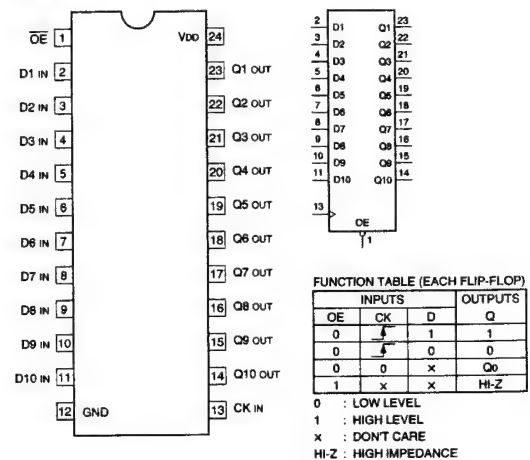 OE 1
VDD 24
D1 IN 2
23 Q1 OUT
D2 IN 3
22 Q2 OUT
D3 IN 4
21 Q3 OUT
D4 IN 5
20 Q4 OUT
D5 IN 6
19 Q5 OUT
D6 IN 7
18 Q6 OUT
D7 IN 8
17 Q7 OUT
D8 IN 9
16 Q8 OUT
D9 IN 10
15 Q9 OUT
D10 IN 11
14 Q10 OUT
12 GND
13 CK IN
2 D1 Q1 23
3 D2 Q2 22
4 D3 Q3 21
5 D4 Q4 20
6 D5 Q5 19
7 D6 Q6 18
8 D7 Q7 17
9 D8 Q8 16
10 D9 Q9 15
11 D10 Q10 14
13
OE
1
FUNCTION TABLE (EACH FLIP-FLOP)
INPUTS OUTPUTS
OE CK D Q
0 1 1
0 0 0
0 0 × Q0
1 × × HI-Z
0 : LOW LEVEL
1 : HIGH LEVEL
× : DON'T CARE
HI-Z : HIGH IMPEDANCE